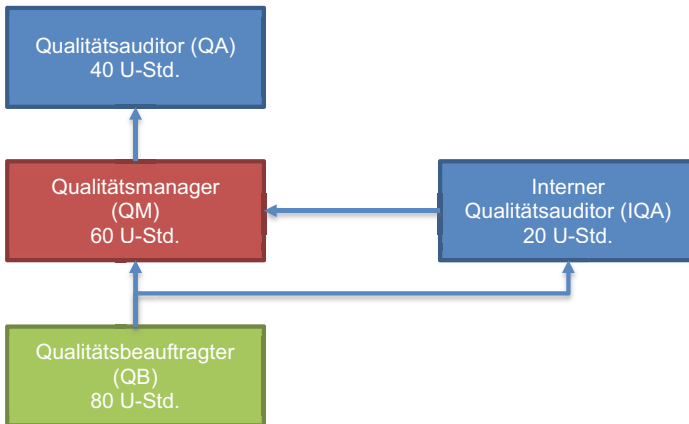 Qualitätsauditor (QA)
40 U-Std.
Qualitätsmanager
(QM)
60 U-Std.
Interner
Qualitätsauditor (IQA)
20 U-Std.
Qualitätsbeauftragter
(QB)
80 U-Std.